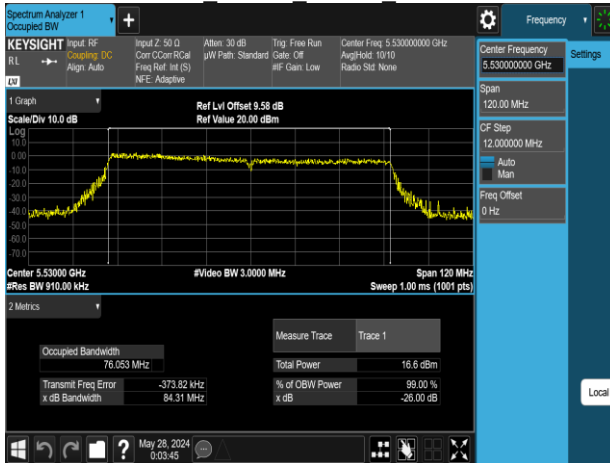 Spectrum Analyzer 1
Occupied BW
Frequency
KEYSIGHT
Input: RF
Input Z: 50 Ω
Atten: 30 dB
Trig: Free Run
Center Freq: 5.530000000 GHz
RL
Coupling: DC
Corr CCorr RCal
µW Path: Standard
Gate: Off
Avg|Hold: 10/10
Align: Auto
Freq Ref: Int (S)
#IF Gain: Low
Radio Std: None
NFE: Adaptive
LXI
Center Frequency
5.530000000 GHz
Settings
Span
120.00 MHz
CF Step
12.000000 MHz
Auto
Man
Freq Offset
0 Hz
Local
1 Graph
Ref Lvl Offset 9.58 dB
Scale/Div 10.0 dB
Ref Value 20.00 dBm
Log
10.0
0.00
-10.0
-20.0
-30.0
-40.0
-50.0
-60.0
-70.0
Center 5.53000 GHz
#Video BW 3.0000 MHz
Span 120 MHz
#Res BW 910.00 kHz
Sweep 1.00 ms (1001 pts)
2 Metrics
Measure Trace
Trace 1
Occupied Bandwidth
76.053 MHz
Total Power
16.6 dBm
Transmit Freq Error
-373.82 kHz
% of OBW Power
99.00 %
x dB Bandwidth
84.31 MHz
x dB
-26.00 dB
?
May 28, 2024
0:03:45